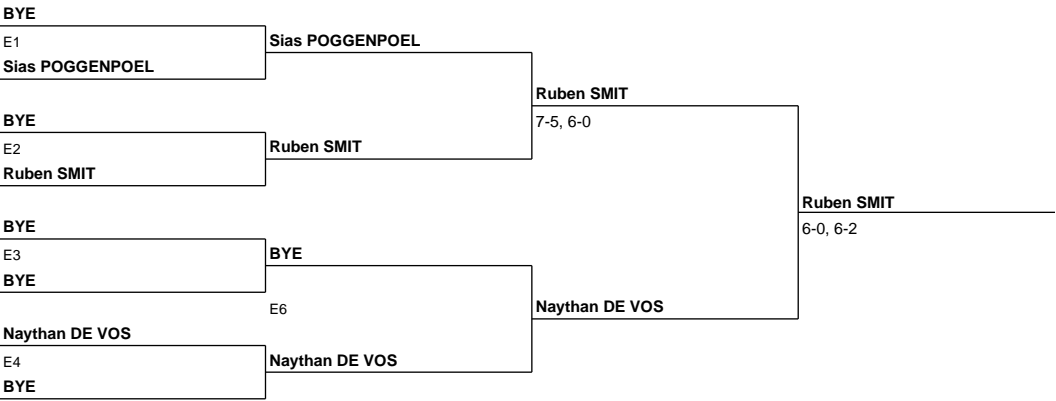 BYE
E1
Sias POGGENPOEL
Sias POGGENPOEL
BYE
E2
Ruben SMIT
Ruben SMIT
Ruben SMIT
7-5, 6-0
BYE
E3
BYE
BYE
E6
Naythan DE VOS
E4
BYE
Naythan DE VOS
Naythan DE VOS
Ruben SMIT
6-0, 6-2